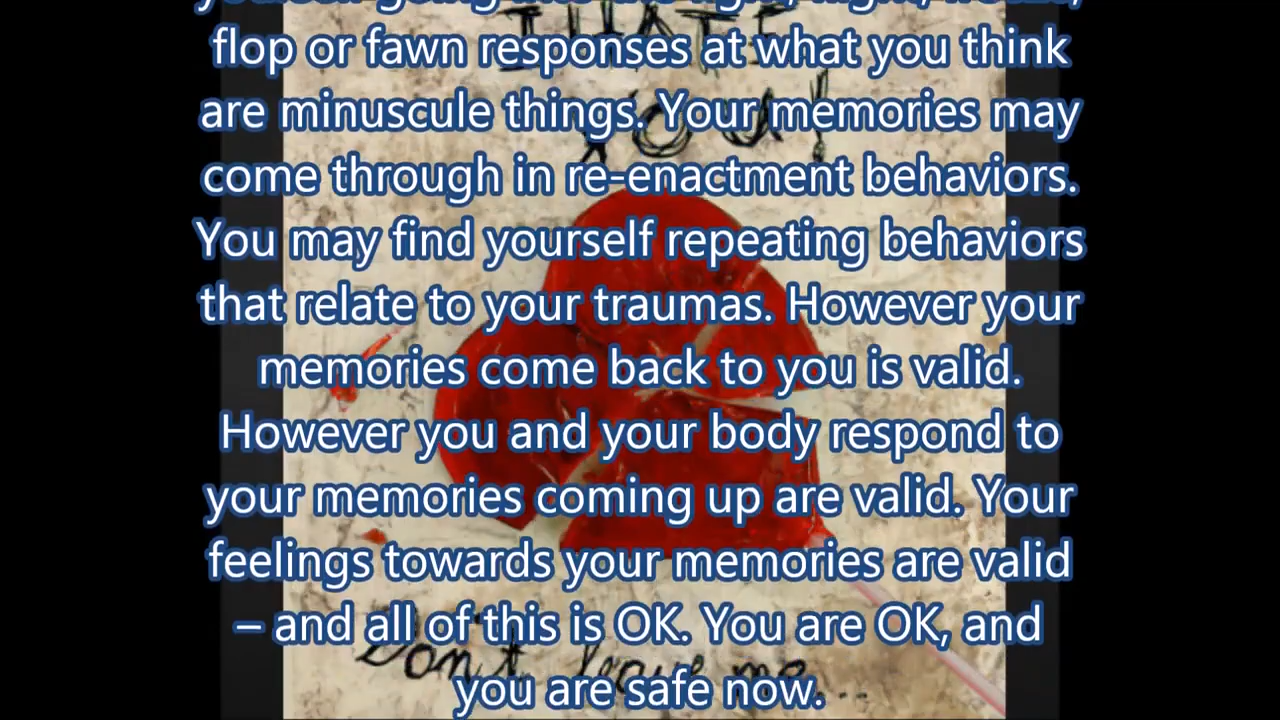 flop or fawn responses at what you think
are minuscule things. Your memories may
come through in re-enactment behaviors.
You may find yourself repeating behaviors
that relate to your traumas. However your
memories come back to you is valid.
However you and your body respond to
your memories coming up are valid. Your
feelings towards your memories are valid
– and all of this is OK. You are OK, and
you are safe now.
I HATE
YOU!
Don't leave me...